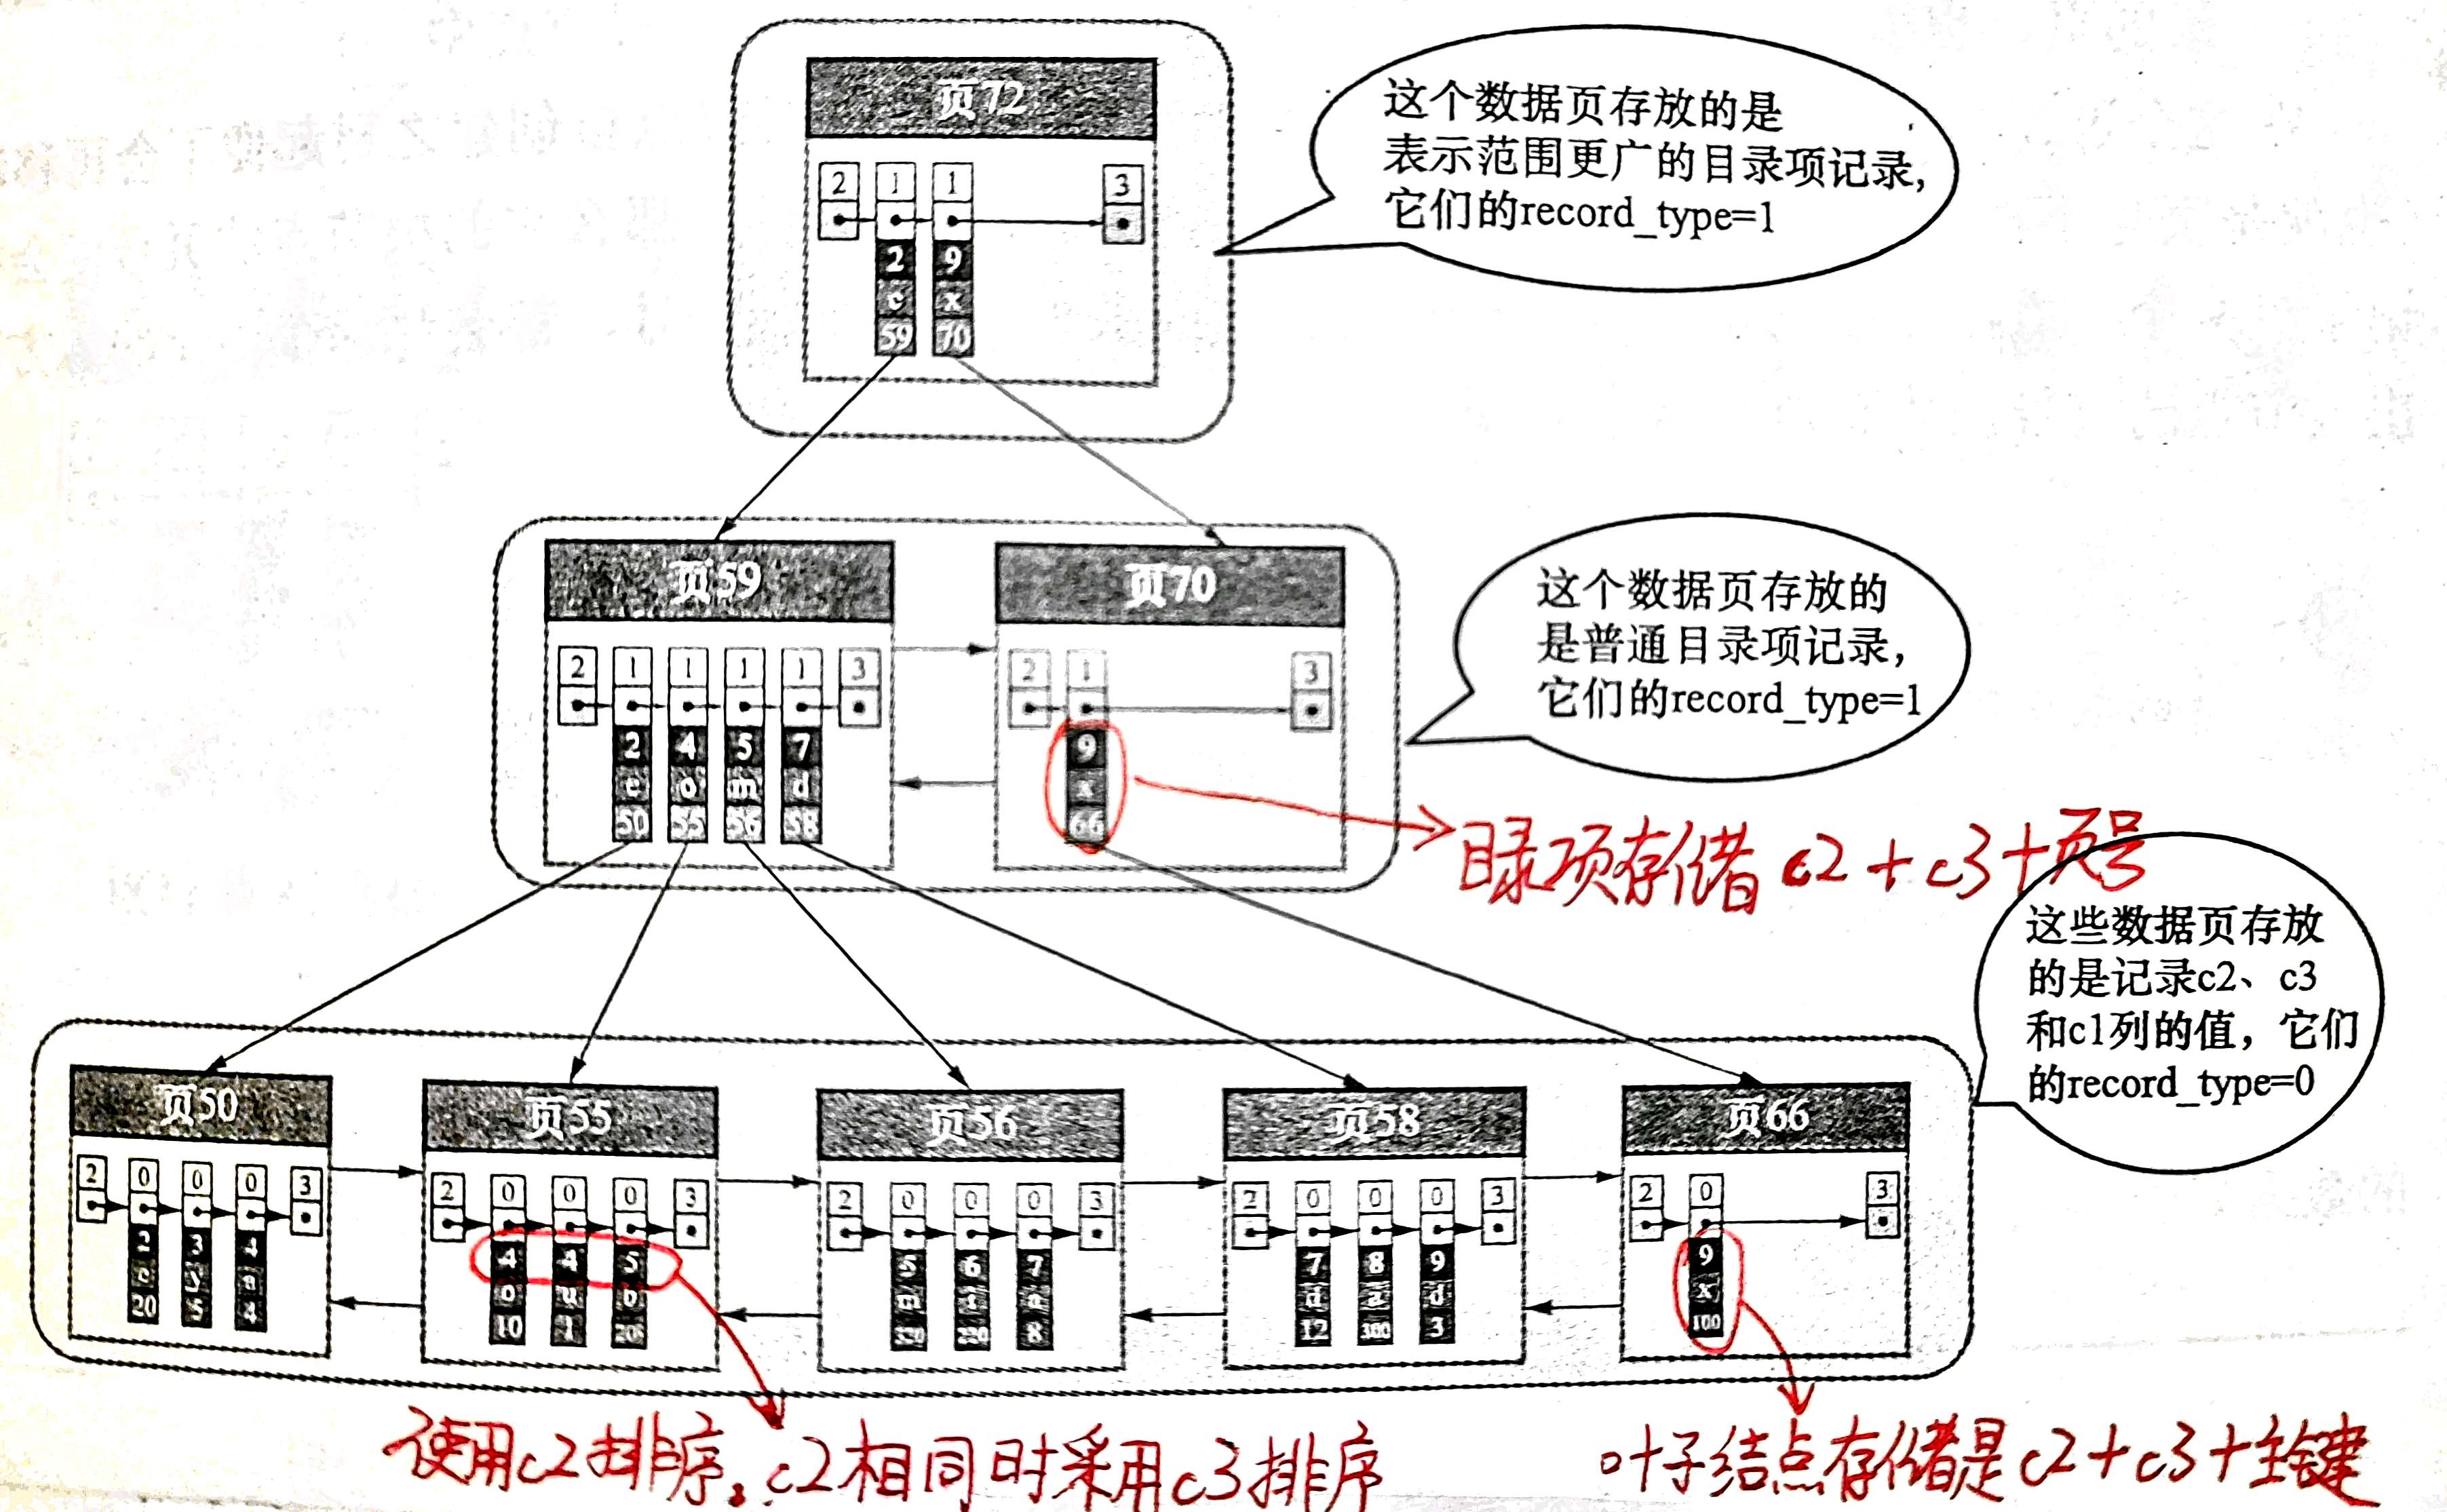 页72
这个数据页存放的是
表示范围更广的目录项记录,
它们的record_type=1
2 1 1 3
2 9
c x
59 70
页59 页70
这个数据页存放的
是普通目录项记录,
它们的record_type=1
2 1 1 1 1 3 2 1 3
2 4 5 7 9
e o m d x
50 55 56 58 66
目录项存储 c2 + c3 + 页号
这些数据页存放
的是记录c2、c3
和c1列的值，它们
的record_type=0
页50 页55 页56 页58 页66
2 0 0 0 3 2 0 0 0 3 2 0 0 0 3 2 0 0 0 3 2 0 3
2 3 4 4 4 5 5 6 7 7 8 9 9
y a o u b m i d d x
20 5 4 10 1 220 8 12 300 3 100
使用c2排序。c2相同时采用c3排序
叶子结点存储是c2+c3+主键